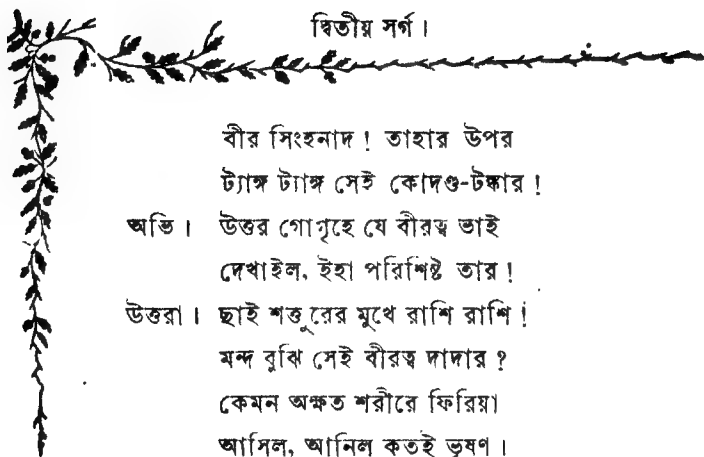 দ্বিতীয় সর্গ।
বীর সিংহনাদ! তাহার উপর
ট্যাঙ্গ ট্যাঙ্গ সেই কোদণ্ড-টঙ্কার!
অভি। উত্তর গোগৃহে যে বীরত্ব ভাই
দেখাইল, ইহা পরিশিষ্ট তার!
উত্তরা। ছাই শত্তুরের মুখে রাশি রাশি!
মন্দ বুঝি সেই বীরত্ব দাদার?
কেমন অক্ষত শরীরে ফিরিয়া
আসিল, আনিল কতই ভূষণ।